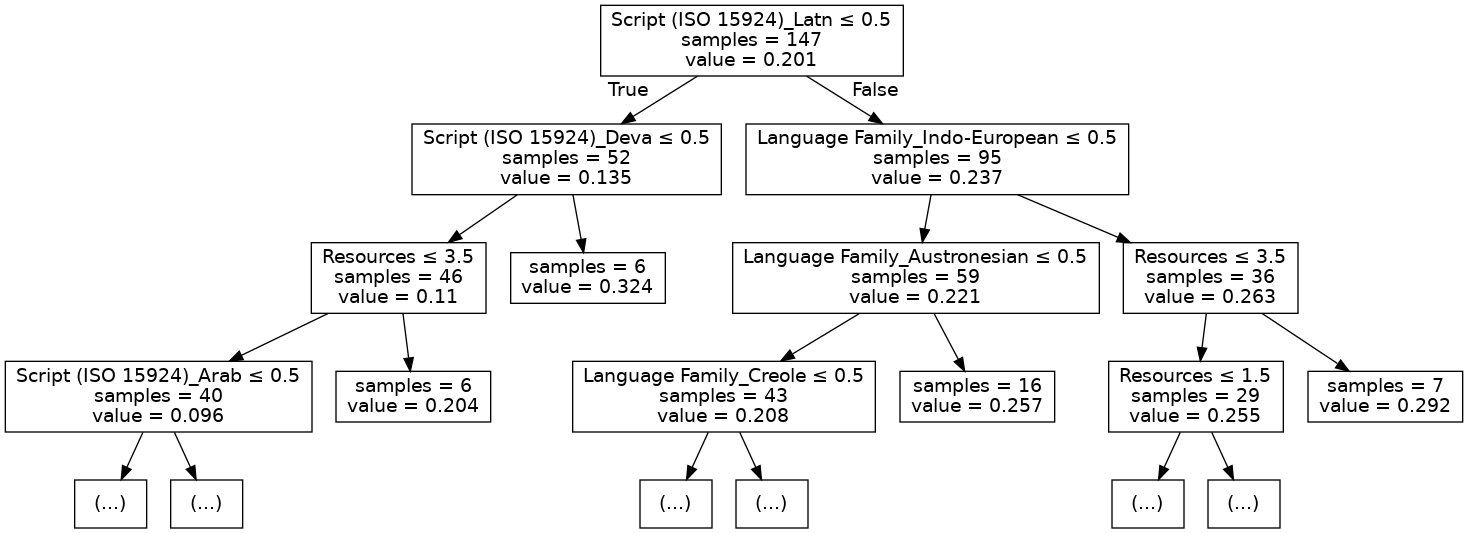 Script (ISO 15924)_Latn ≤ 0.5
samples = 147
value = 0.201
True
False
Script (ISO 15924)_Deva ≤ 0.5
samples = 52
value = 0.135
Language Family_Indo-European ≤ 0.5
samples = 95
value = 0.237
Resources ≤ 3.5
samples = 46
value = 0.11
samples = 6
value = 0.324
Language Family_Austronesian ≤ 0.5
samples = 59
value = 0.221
Resources ≤ 3.5
samples = 36
value = 0.263
Script (ISO 15924)_Arab ≤ 0.5
samples = 40
value = 0.096
samples = 6
value = 0.204
Language Family_Creole ≤ 0.5
samples = 43
value = 0.208
samples = 16
value = 0.257
Resources ≤ 1.5
samples = 29
value = 0.255
samples = 7
value = 0.292
(...)
(...)
(...)
(...)
(...)
(...)